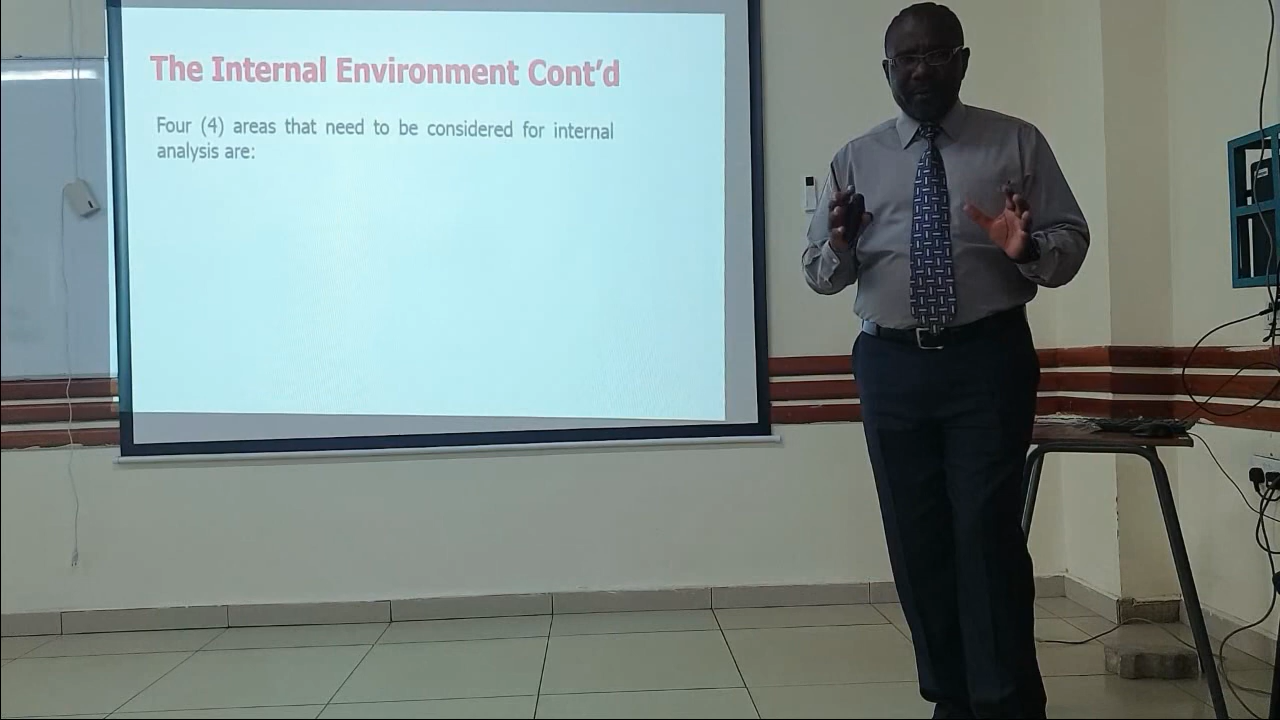 The Internal Environment Cont’d
Four (4) areas that need to be considered for internal
analysis are: